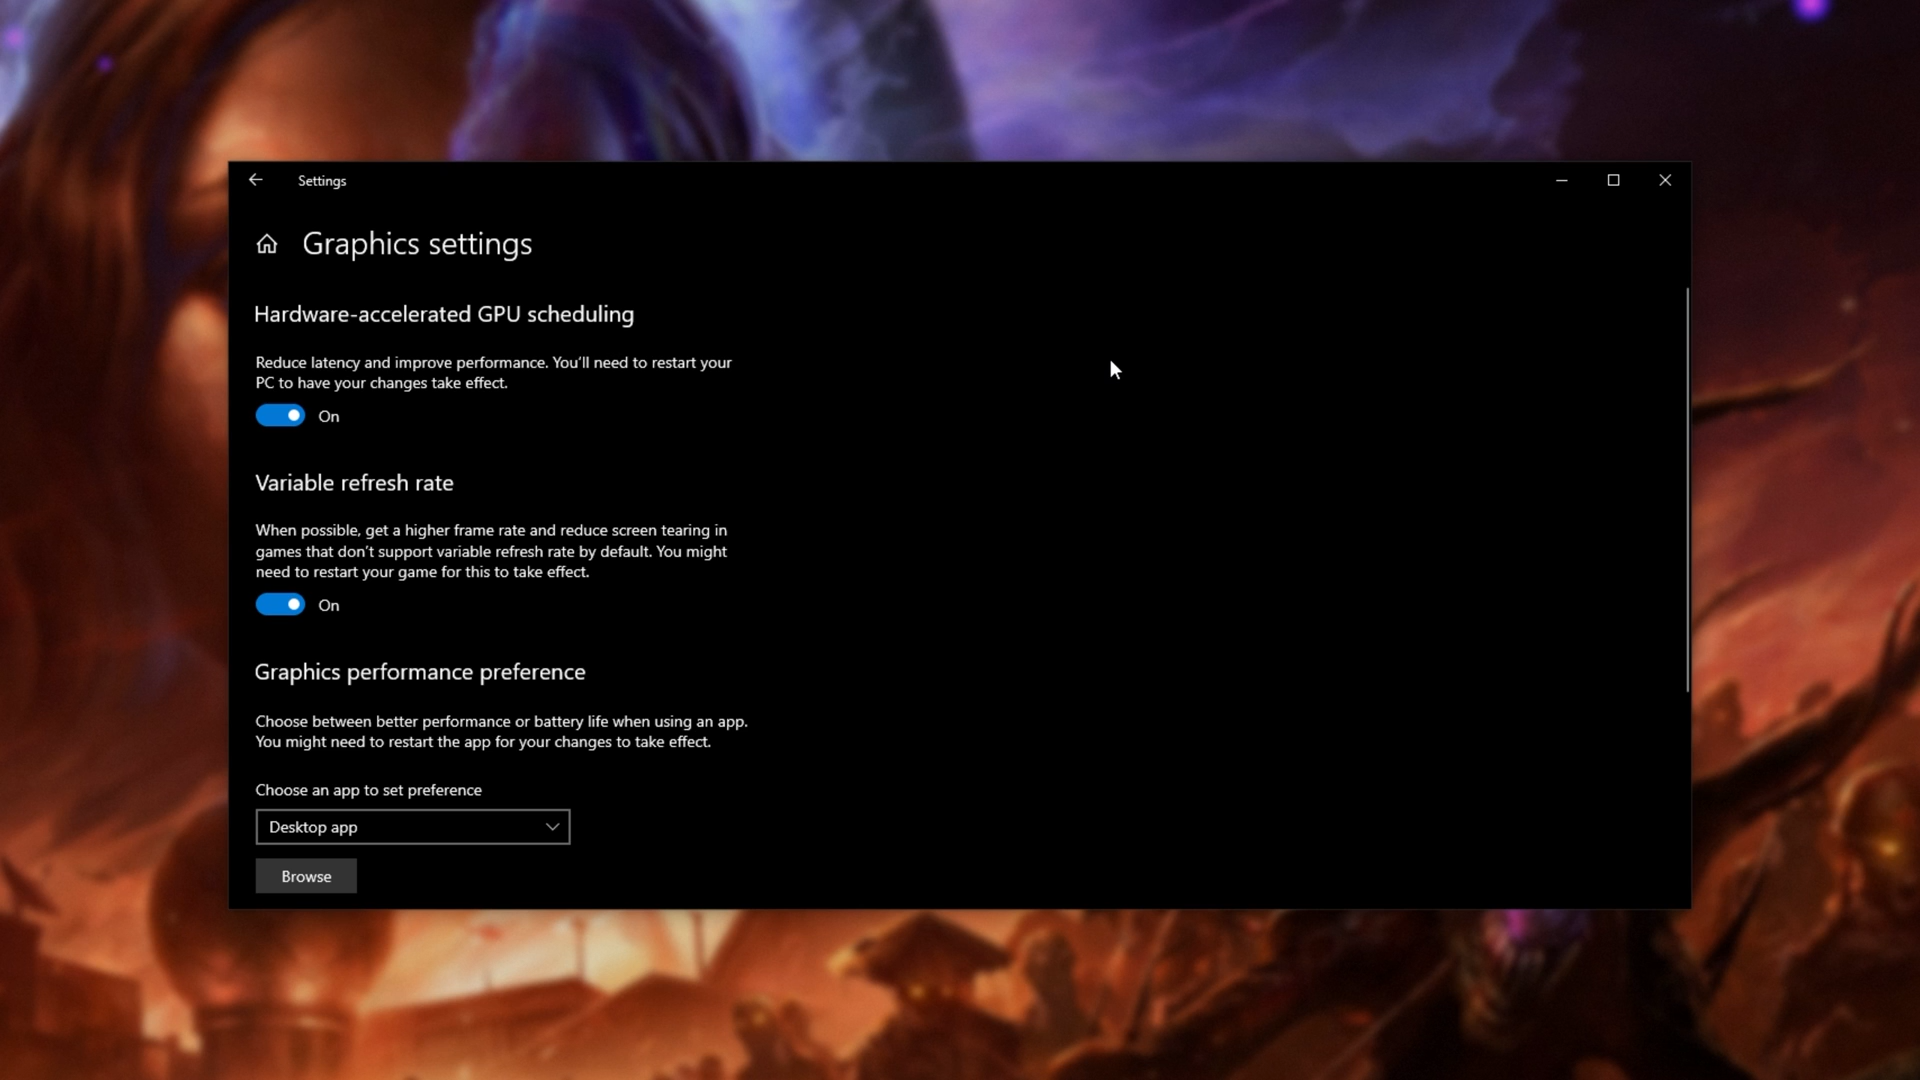 Settings
Graphics settings
Hardware-accelerated GPU scheduling
Reduce latency and improve performance. You'll need to restart your
PC to have your changes take effect.
On
Variable refresh rate
When possible, get a higher frame rate and reduce screen tearing in
games that don't support variable refresh rate by default. You might
need to restart your game for this to take effect.
On
Graphics performance preference
Choose between better performance or battery life when using an app.
You might need to restart the app for your changes to take effect.
Choose an app to set preference
Desktop app
Browse